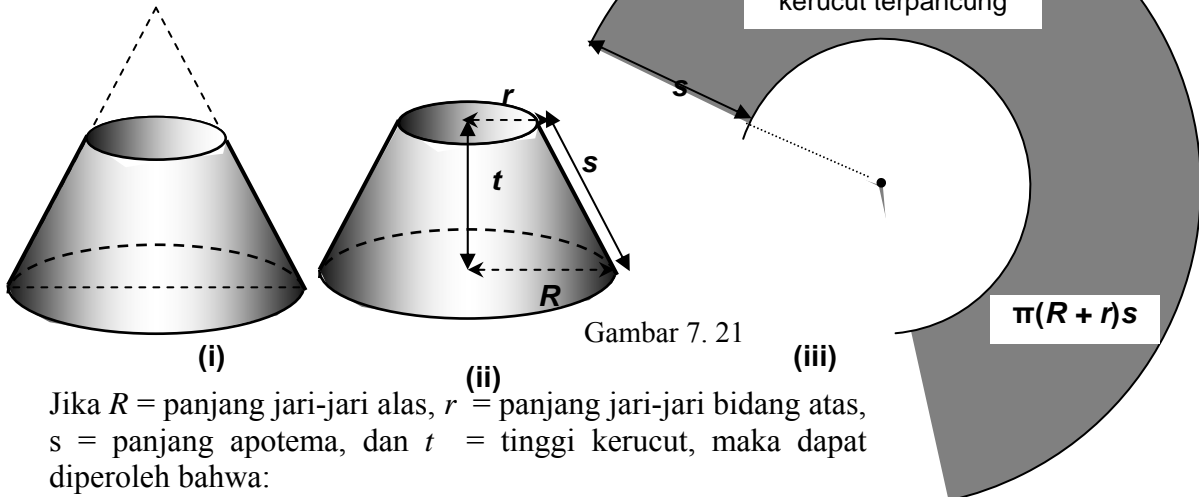 kerucut terpancung
s
r
t
s
R
π(R + r)s
Gambar 7. 21
(i)
(ii)
(iii)
Jika R = panjang jari-jari alas, r = panjang jari-jari bidang atas,
s = panjang apotema, dan t = tinggi kerucut, maka dapat
diperoleh bahwa: